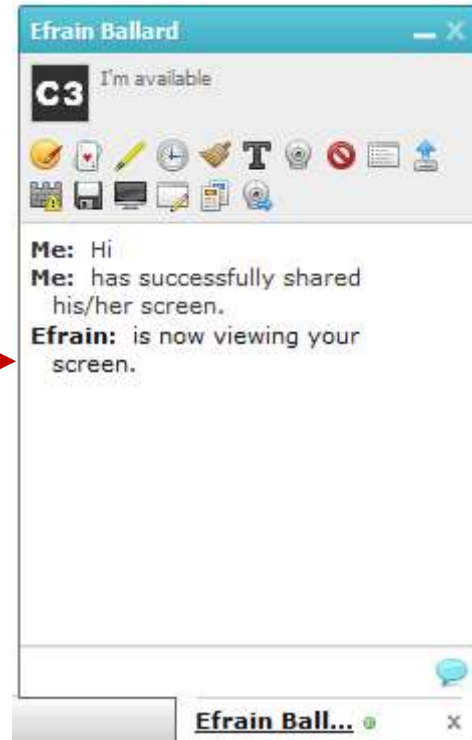 Efrain Ballard
C3
I'm available
Me: Hi
Me: has successfully shared
his/her screen.
Efrain: is now viewing your
screen.
Efrain Ball...